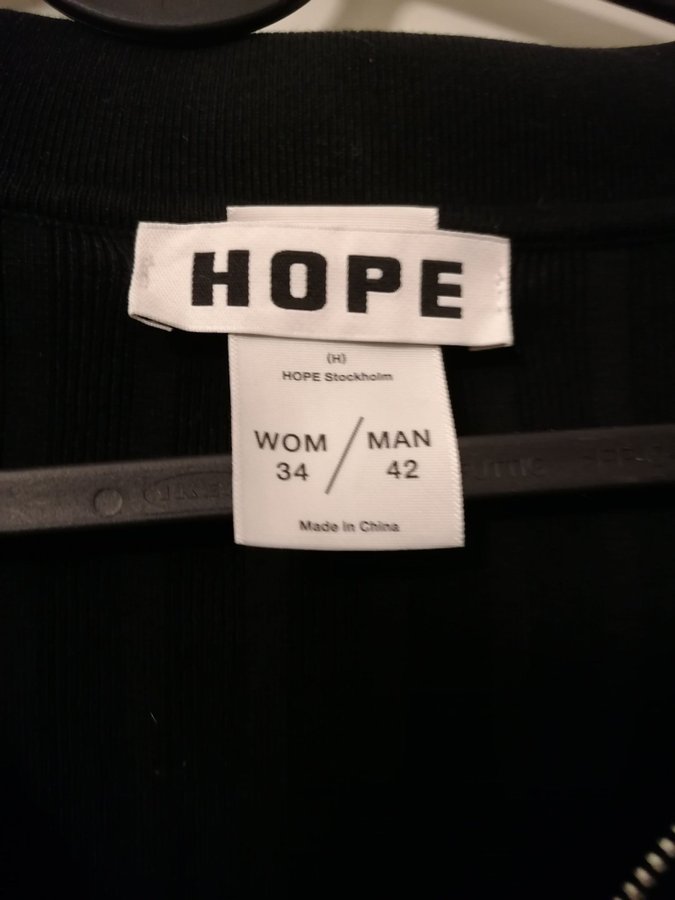 HOPE
(H)
HOPE Stockholm
WOM / MAN
34 42
Made in China